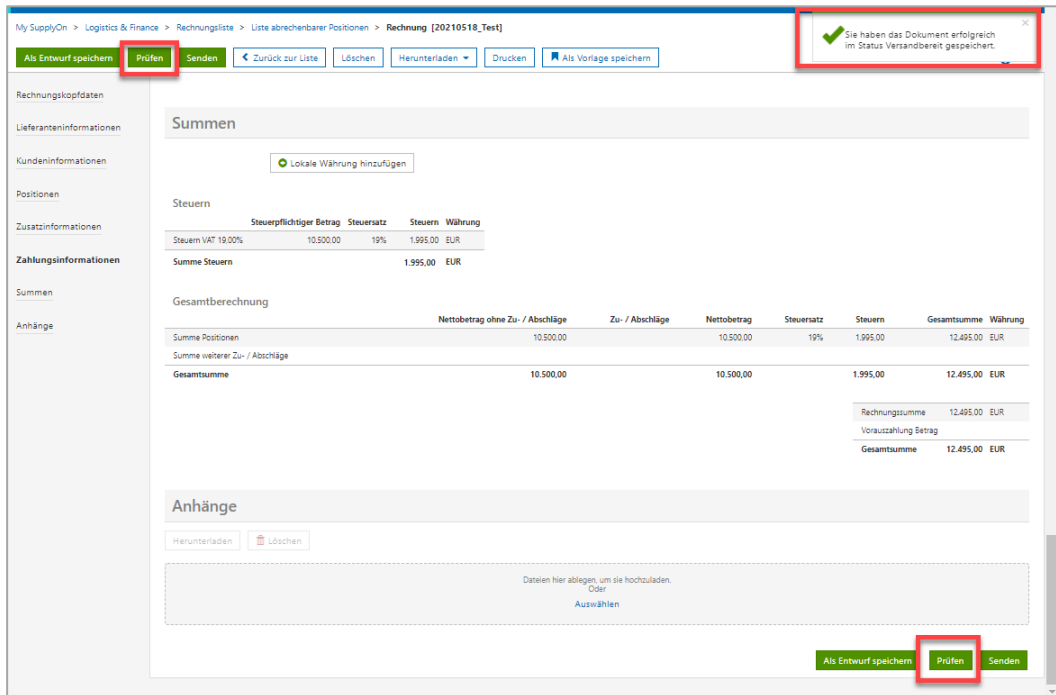 My SupplyOn > Logistics & Finance > Rechnungsliste > Liste abrechenbarer Positionen > Rechnung [20210518_Test]
Sie haben das Dokument erfolgreich
im Status Versandbereit gespeichert.
Als Entwurf speichern Prüfen Senden Zurück zur Liste Löschen Herunterladen Drucken Als Vorlage speichern
Rechnungskopfdaten
Lieferanteninformationen
Kundeninformationen
Positionen
Zusatzinformationen
Zahlungsinformationen
Summen
Anhänge
Summen
Lokale Währung hinzufügen
Steuern
Steuerpflichtiger Betrag Steuersatz Steuern Währung
Steuern VAT 19,00% 10.500,00 19% 1.995,00 EUR
Summe Steuern 1.995,00 EUR
Gesamtberechnung
Nettobetrag ohne Zu- / Abschläge Zu- / Abschläge Nettobetrag Steuersatz Steuern Gesamtsumme Währung
Summe Positionen 10.500,00 10.500,00 19% 1.995,00 12.495,00 EUR
Summe weiterer Zu- / Abschläge
Gesamtsumme 10.500,00 10.500,00 1.995,00 12.495,00 EUR
Rechnungssumme 12.495,00 EUR
Vorauszahlung Betrag
Gesamtsumme 12.495,00 EUR
Anhänge
Herunterladen Löschen
Dateien hier ablegen, um sie hochzuladen.
Oder
Auswählen
Als Entwurf speichern Prüfen Senden